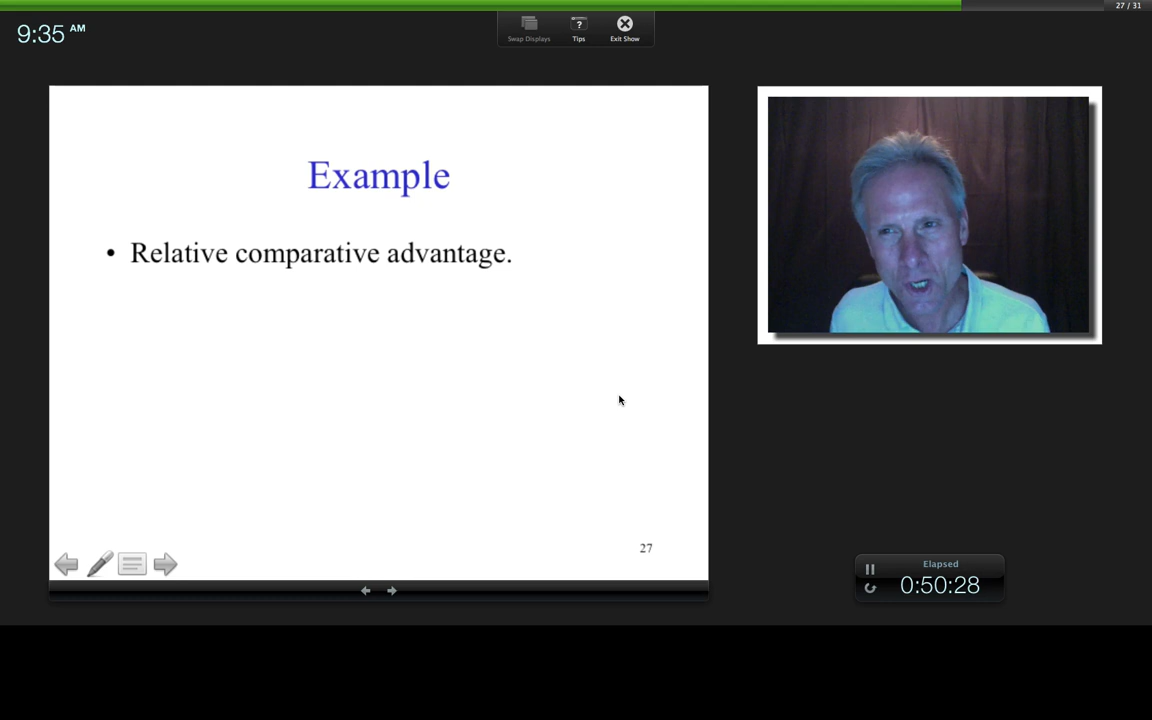 27 / 31
9:35 AM
Swap Displays
Tips
Exit Show
Example
• Relative comparative advantage.
27
Elapsed
0:50:28